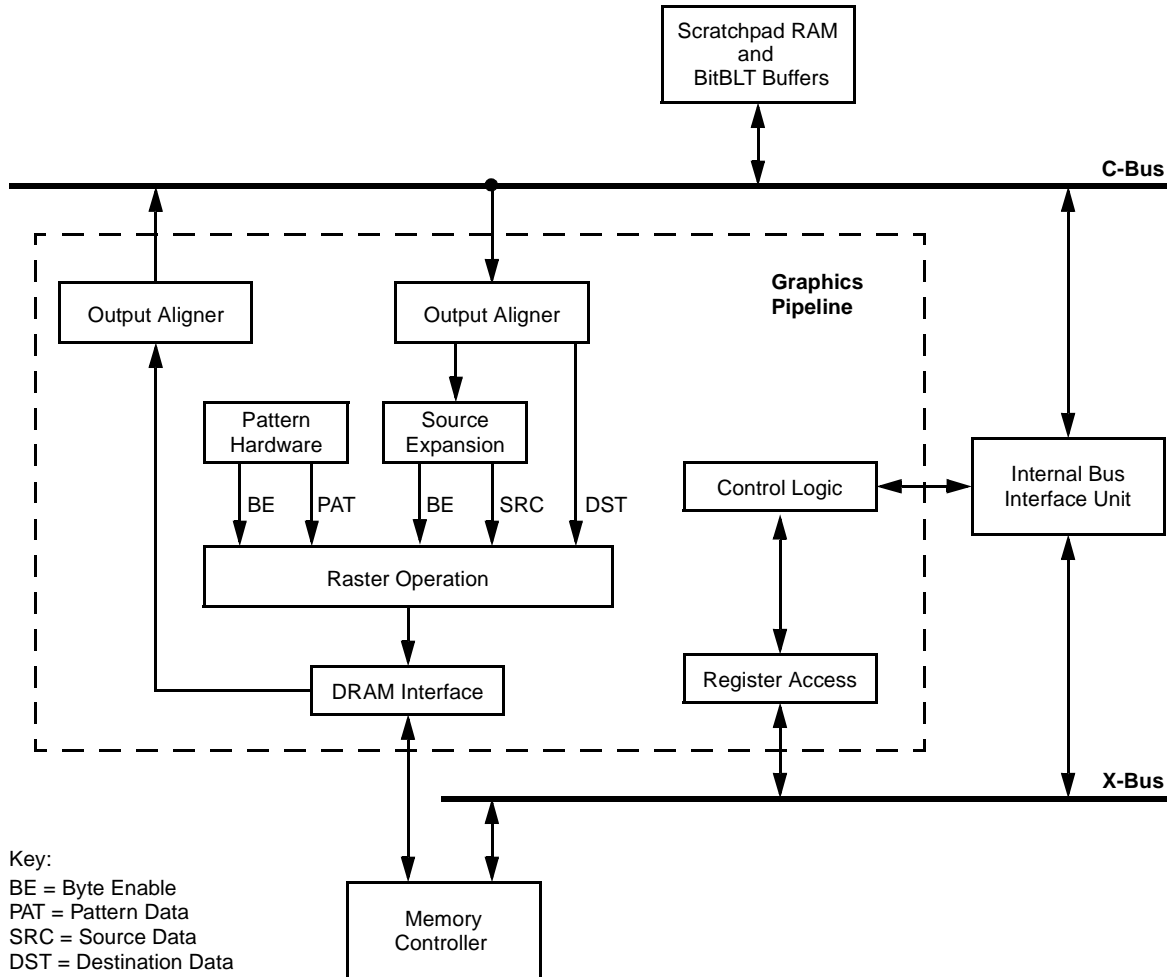 Scratchpad RAM
and
BitBLT Buffers
C-Bus
Graphics
Pipeline
Output Aligner
Output Aligner
Pattern
Hardware
Source
Expansion
Control Logic
Internal Bus
Interface Unit
BE
PAT
BE
SRC
DST
Raster Operation
Register Access
DRAM Interface
X-Bus
Key:
BE = Byte Enable
PAT = Pattern Data
SRC = Source Data
DST = Destination Data
Memory
Controller